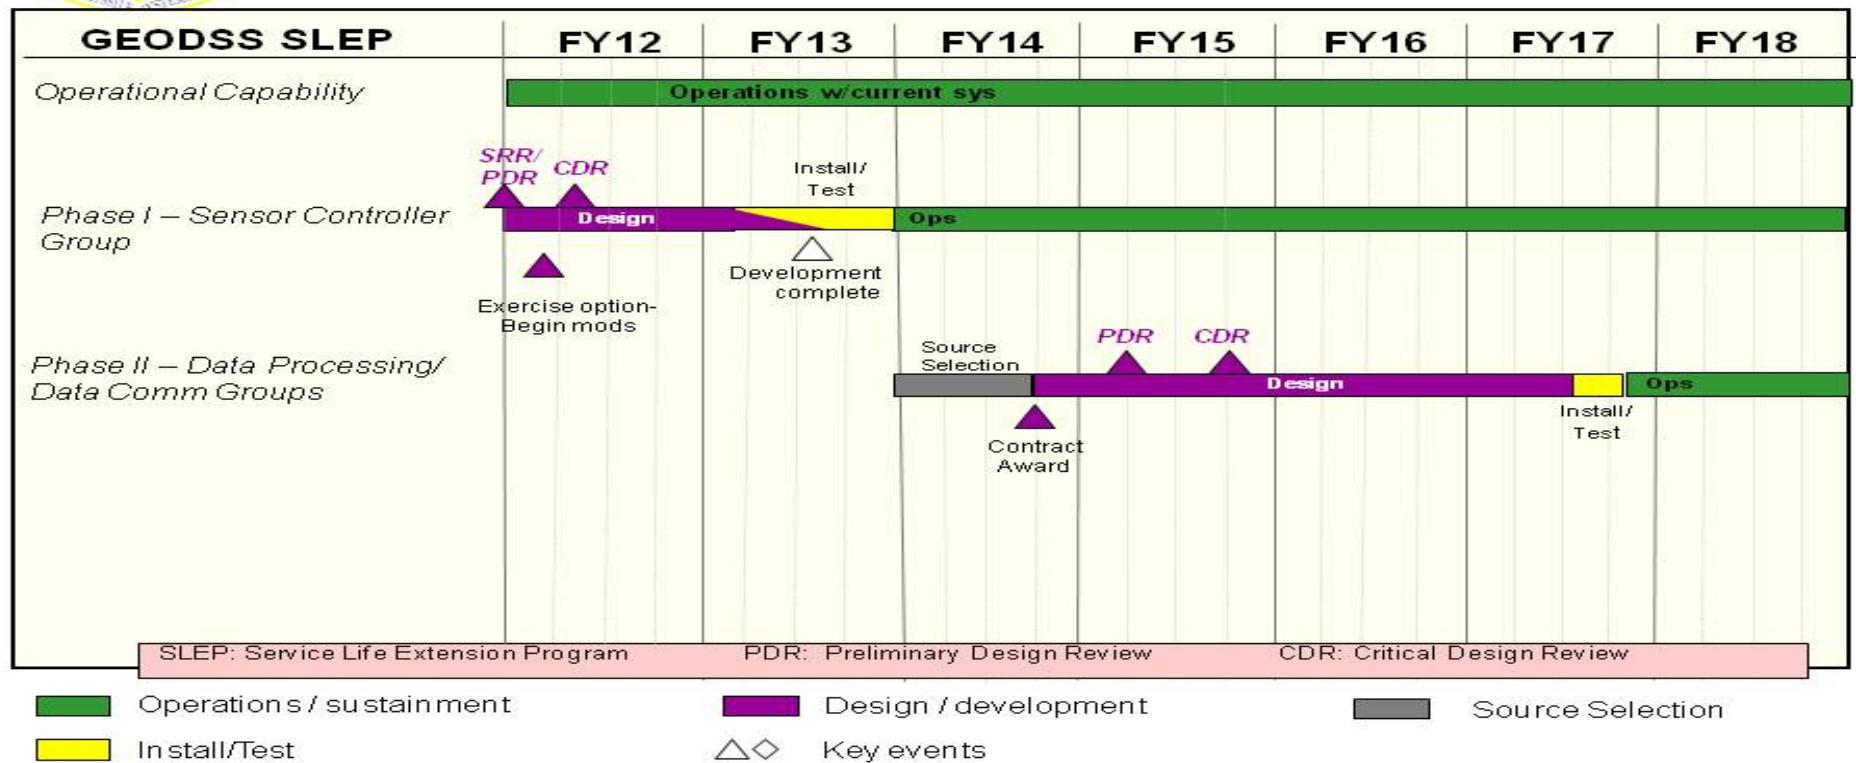 GEODSS SLEP FY12 FY13 FY14 FY15 FY16 FY17 FY18
Operational Capability
Operations w/current sys
SRR/
PDR
CDR
Install/
Test
Phase I – Sensor Controller
Group
Design
Ops
Development
complete
Exercise option-
Begin mods
Phase II – Data Processing/
Data Comm Groups
Source
Selection
PDR
CDR
Design
Ops
Install/
Test
Contract
Award
SLEP: Service Life Extension Program PDR: Preliminary Design Review CDR: Critical Design Review
Operations / sustainment
Design / development
Source Selection
Install/Test
Key events